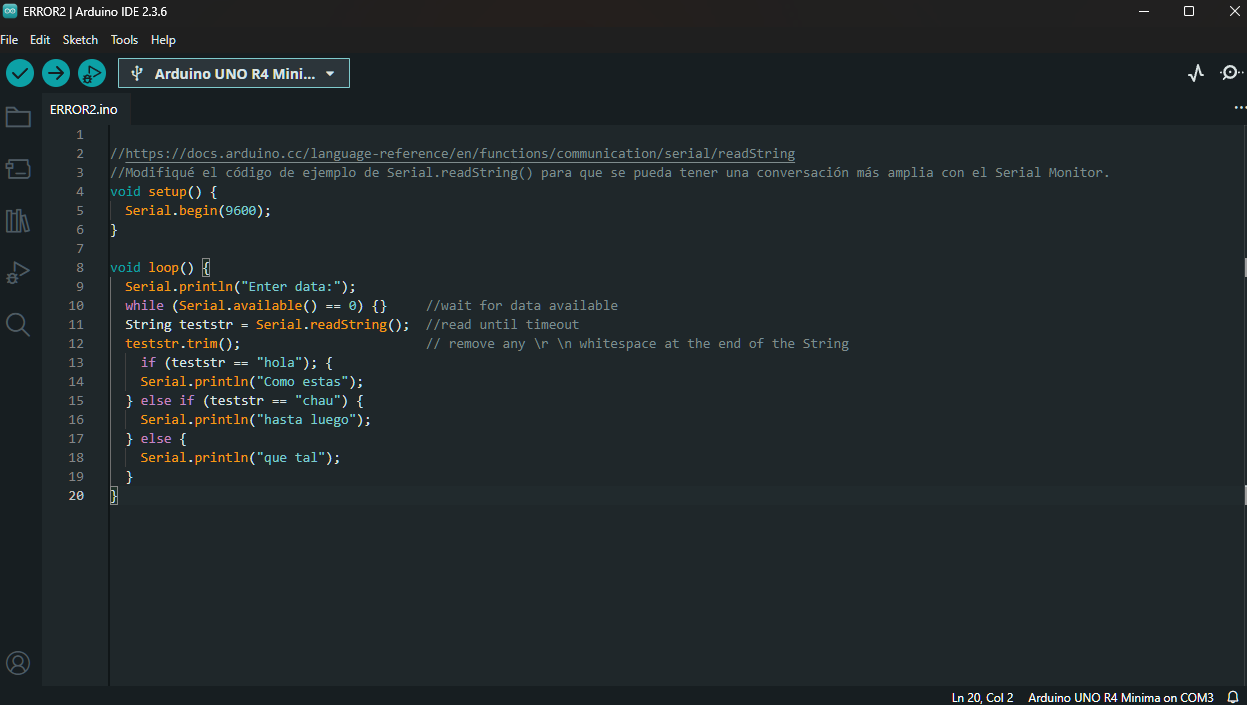 ERROR2 | Arduino IDE 2.3.6
File Edit Sketch Tools Help
Arduino UNO R4 Mini...
ERROR2.ino
1
2 //https://docs.arduino.cc/language-reference/en/functions/communication/serial/readString
3 //Modifiqué el código de ejemplo de Serial.readString() para que se pueda tener una conversación más amplia con el Serial Monitor.
4 void setup() {
5 Serial.begin(9600);
6 }
7
8 void loop() {
9 Serial.println("Enter data:");
10 while (Serial.available() == 0) {} //wait for data available
11 String teststr = Serial.readString(); //read until timeout
12 teststr.trim(); // remove any \r \n whitespace at the end of the String
13 if (teststr == "hola"); {
14 Serial.println("Como estas");
15 } else if (teststr == "chau") {
16 Serial.println("hasta luego");
17 } else {
18 Serial.println("que tal");
19 }
20 }
Ln 20, Col 2 Arduino UNO R4 Minima on COM3